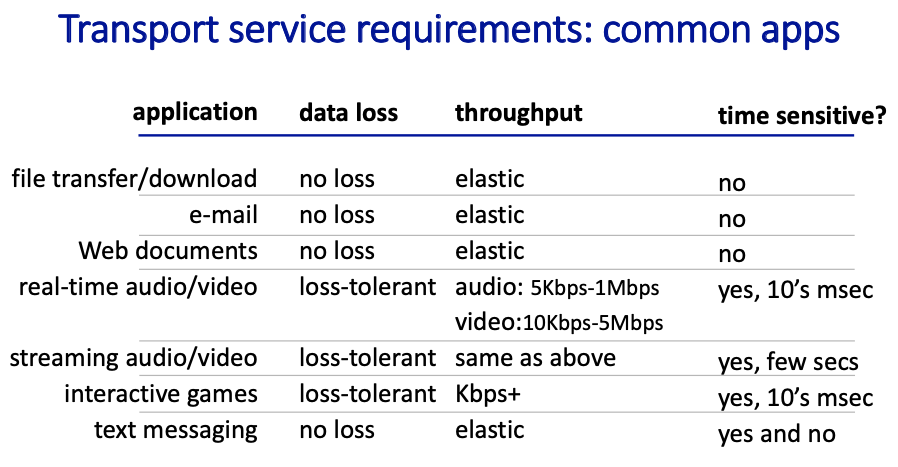 Transport service requirements: common apps
application data loss throughput time sensitive?
file transfer/download no loss elastic no
e-mail no loss elastic no
Web documents no loss elastic no
real-time audio/video loss-tolerant audio: 5Kbps-1Mbps yes, 10’s msec
video:10Kbps-5Mbps
streaming audio/video loss-tolerant same as above yes, few secs
interactive games loss-tolerant Kbps+ yes, 10’s msec
text messaging no loss elastic yes and no